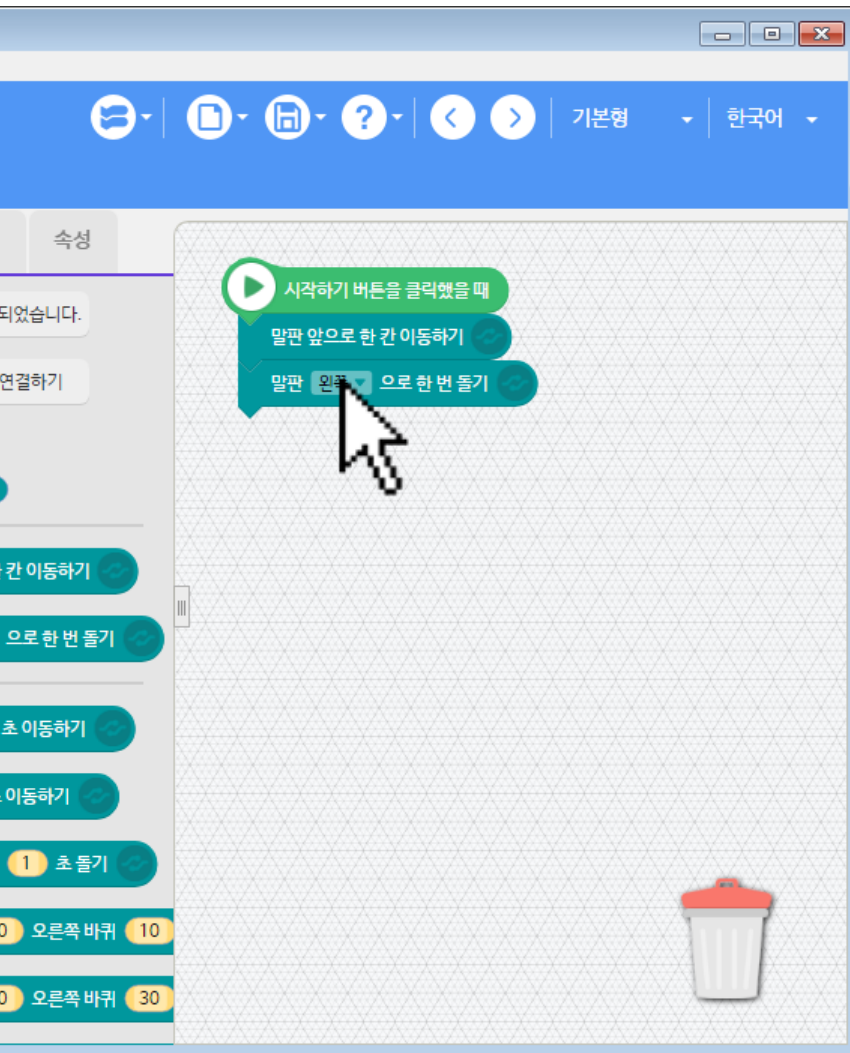 기본형
한국어
속성
되었습니다.
연결하기
시작하기 버튼을 클릭했을 때
말판 앞으로 한 칸 이동하기
말판 왼쪽 으로 한 번 돌기
칸 이동하기
으로 한 번 돌기
초 이동하기
이동하기
1 초 돌기
0 오른쪽 바퀴 10
0 오른쪽 바퀴 30